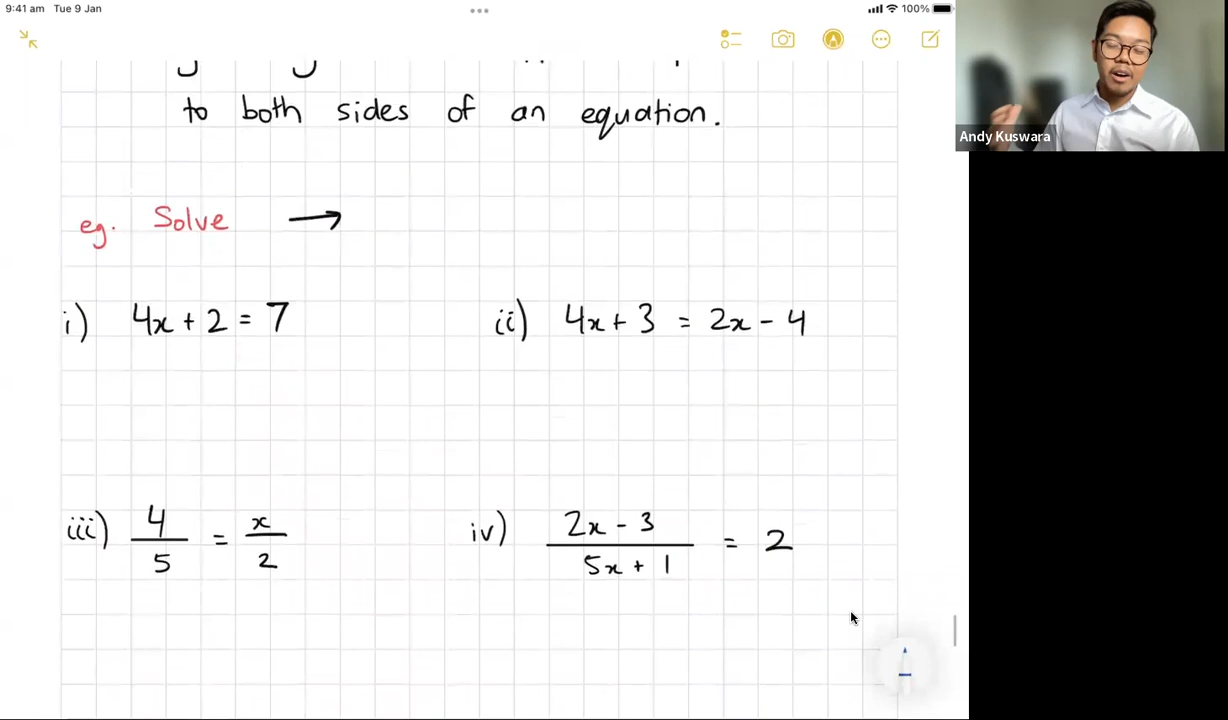 9:41 am Tue 9 Jan
100%
Andy Kuswara
to both sides of an equation.
eg. Solve →
i) 4x + 2 = 7
ii) 4x + 3 = 2x - 4
iii) 4/5 = x/2
iv) (2x - 3)/(5x + 1) = 2